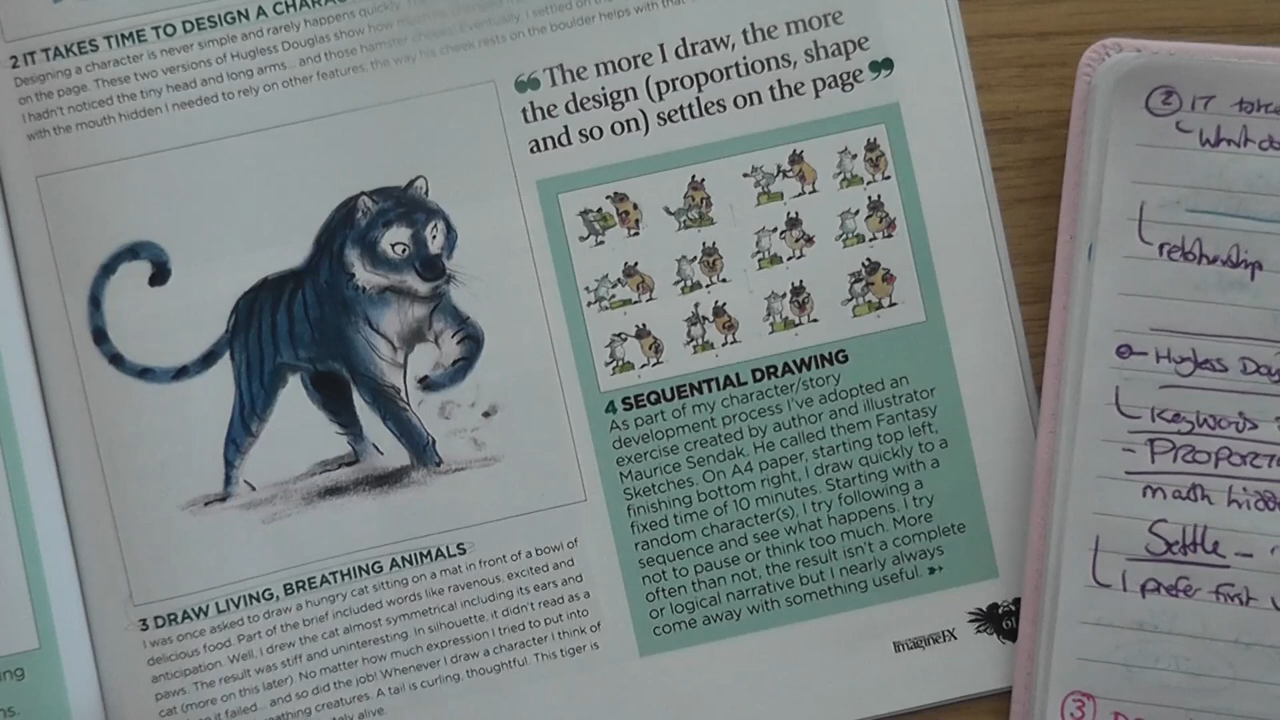 2 IT TAKES TIME TO DESIGN A
Designing a character is never simple and rarely happens quickly.
on the page. These two versions of Hugless Douglas show how
I hadn't noticed the tiny head and long arms... and those hamster cheeks! Eventually, I settled on
with the mouth hidden I needed to rely on other features, the way his cheek rests on the boulder helps with that
“ The more I draw, the more
the design (proportions, shape
and so on) settles on the page ”
3 DRAW LIVING, BREATHING ANIMALS
I was once asked to draw a hungry cat sitting on a mat in front of a bowl of
delicious food. Part of the brief included words like ravenous, excited and
anticipation. Well, I drew the cat almost symmetrical including its ears and
paws. The result was stiff and uninteresting. In silhouette, it didn't read as a
cat (more on this later) No matter how much expression I tried to put into
it failed... and so did the job! Whenever I draw a character I think of
creatures. A tail is curling, thoughtful. This tiger is
alive.
4 SEQUENTIAL DRAWING
As part of my character/story
development process I've adopted an
exercise created by author and illustrator
Maurice Sendak. He called them Fantasy
Sketches. On A4 paper, starting top left,
finishing bottom right, I draw quickly to a
fixed time of 10 minutes. Starting with a
random character(s), I try following a
sequence and see what happens. I try
not to pause or think too much. More
often than not, the result isn't a complete
or logical narrative but I nearly always
come away with something useful.
ImagineFX
61
ing
ns.
② IT
What
relationship
Hugless
Keywords
- PROPORT
Settle -
I prefer first
③